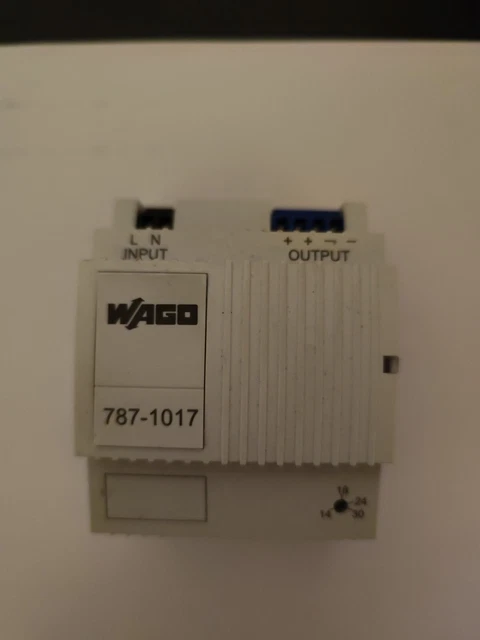 L N
INPUT
+ + - -
OUTPUT
WAGO
787-1017
18
24
14
30